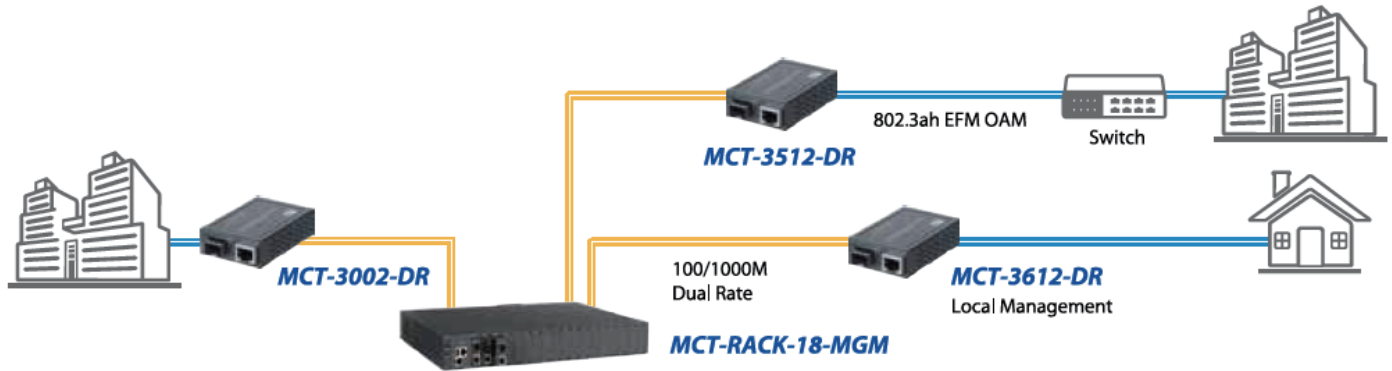 802.3ah EFM OAM
Switch
MCT-3512-DR
MCT-3002-DR
100/1000M
Dual Rate
MCT-3612-DR
Local Management
MCT-RACK-18-MGM